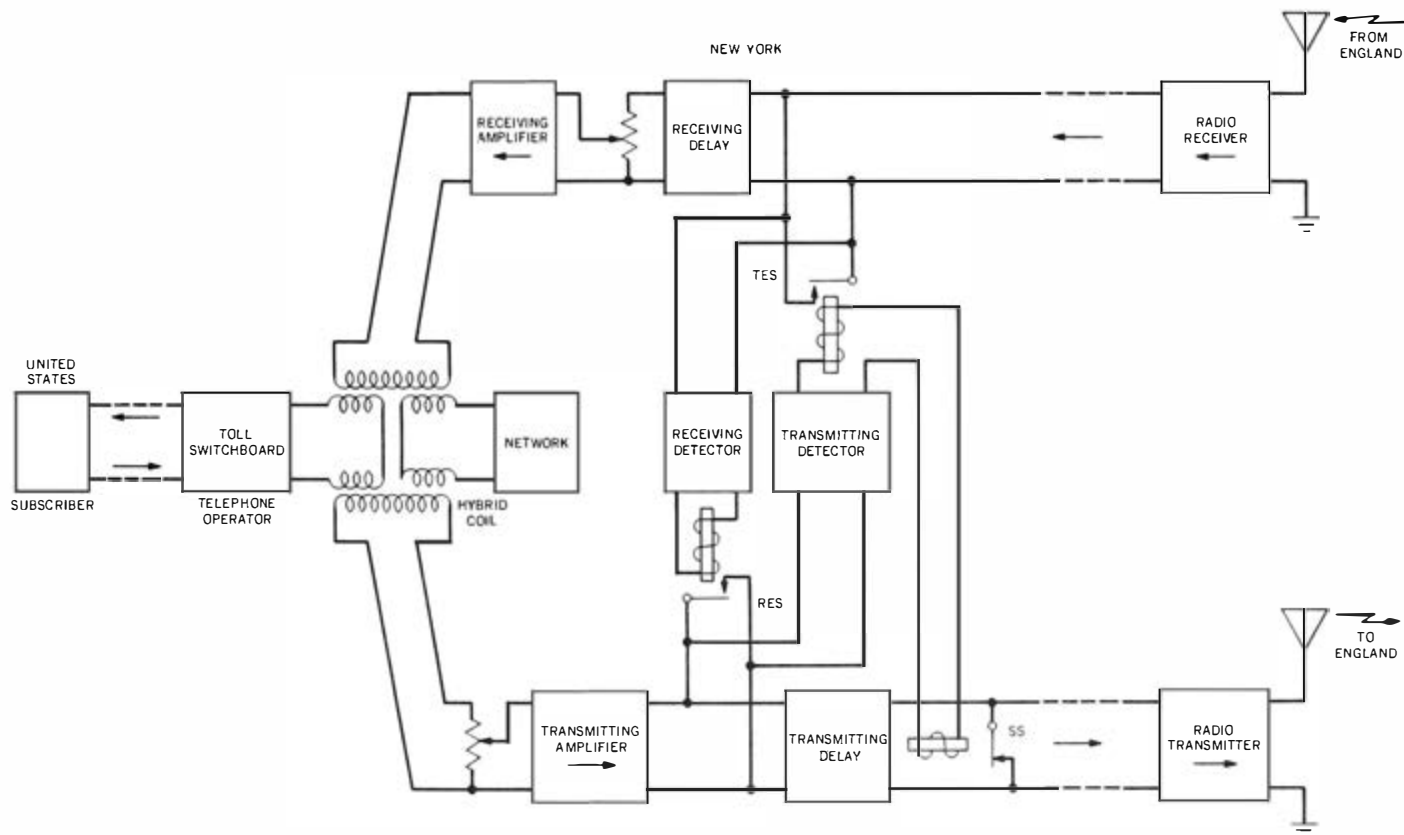 NEW YORK
FROM
ENGLAND
RECEIVING
AMPLIFIER
RECEIVING
DELAY
RADIO
RECEIVER
TES
UNITED
STATES
TOLL
SWITCHBOARD
NETWORK
RECEIVING
DETECTOR
TRANSMITTING
DETECTOR
SUBSCRIBER
TELEPHONE
OPERATOR
HYBRID
COIL
RES
TO
ENGLAND
TRANSMITTING
AMPLIFIER
TRANSMITTING
DELAY
SS
RADIO
TRANSMITTER